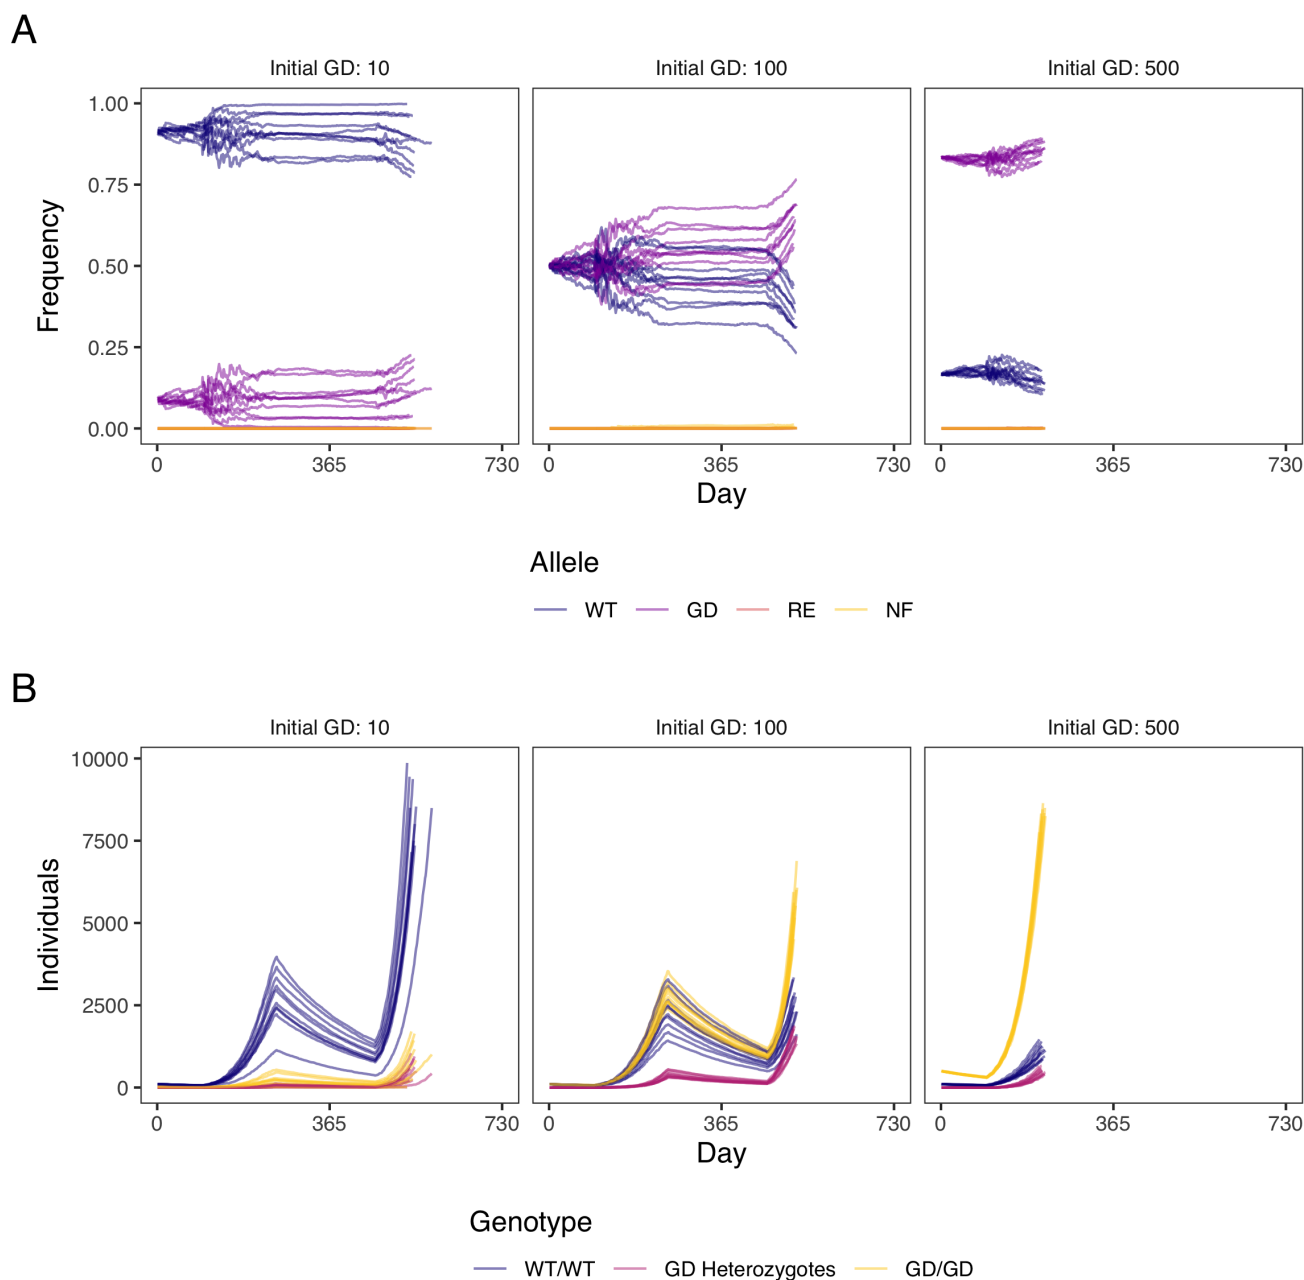 A
Initial GD: 10 Initial GD: 100 Initial GD: 500
1.00
0.75
0.50
0.25
0.00
Frequency
0 365 730 0 365 730 0 365 730
Day
Allele
WT GD RE NF
B
Initial GD: 10 Initial GD: 100 Initial GD: 500
10000
7500
5000
2500
0
Individuals
0 365 730 0 365 730 0 365 730
Day
Genotype
WT/WT GD Heterozygotes GD/GD